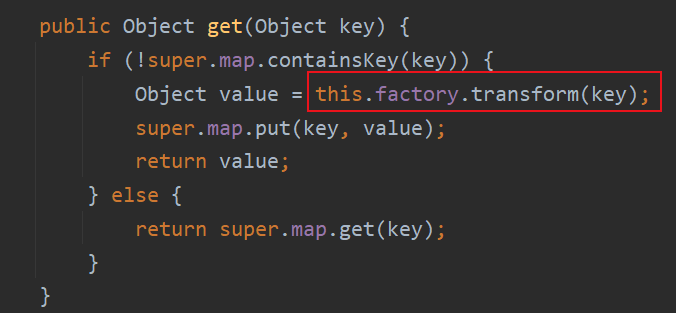 public Object get(Object key) {
    if (!super.map.containsKey(key)) {
        Object value = this.factory.transform(key);
        super.map.put(key, value);
        return value;
    } else {
        return super.map.get(key);
    }
}